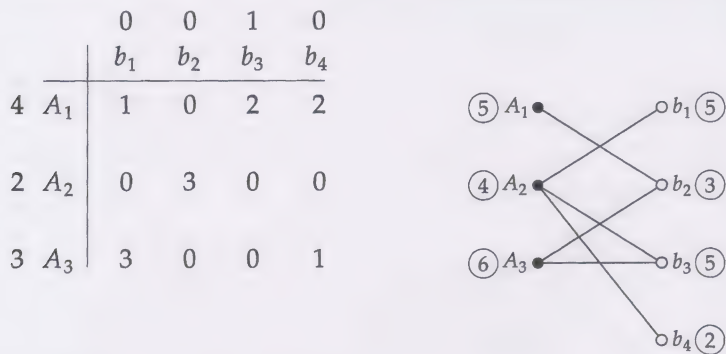 0 0 1 0
b₁ b₂ b₃ b₄
4 A₁ 1 0 2 2
2 A₂ 0 3 0 0
3 A₃ 3 0 0 1
5 A₁ b₁ 5
4 A₂ b₂ 3
6 A₃ b₃ 5
b₄ 2